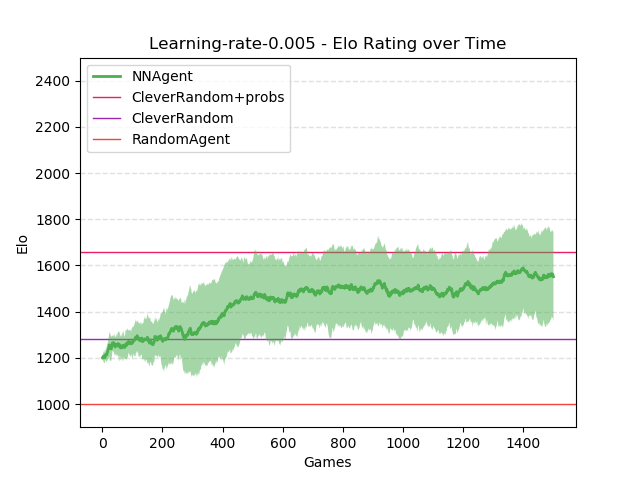 Learning-rate-0.005 - Elo Rating over Time
NNAgent
CleverRandom+probs
CleverRandom
RandomAgent
2400
2200
2000
1800
1600
1400
1200
1000
Elo
0 200 400 600 800 1000 1200 1400
Games